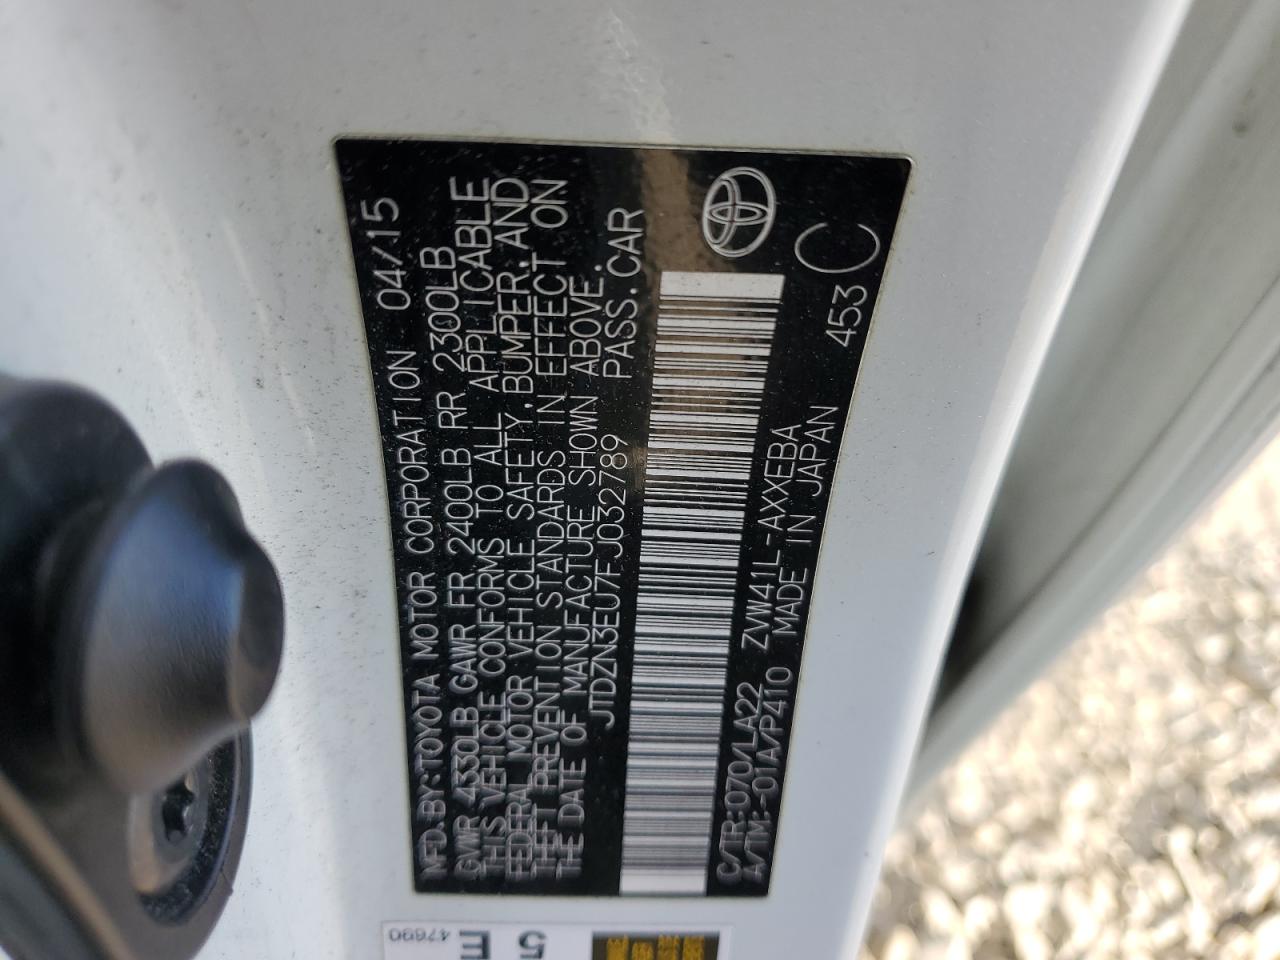 MFD.BY:TOYOTA MOTOR CORPORATION 04/15
GVWR 4330LB GAWR FR 2400LB RR 2300LB
THIS VEHICLE CONFORMS TO ALL APPLICABLE
FEDERAL MOTOR VEHICLE SAFETY, BUMPER, AND
THEFT PREVENTION STANDARDS IN EFFECT ON
THE DATE OF MANUFACTURE SHOWN ABOVE.
JTDZN3EU7FJ032789 PASS.CAR
C/TR:070/LA22 ZVW41L-AXXEBA
A/TM:-01A/P410 MADE IN JAPAN 453 C
5E
47690